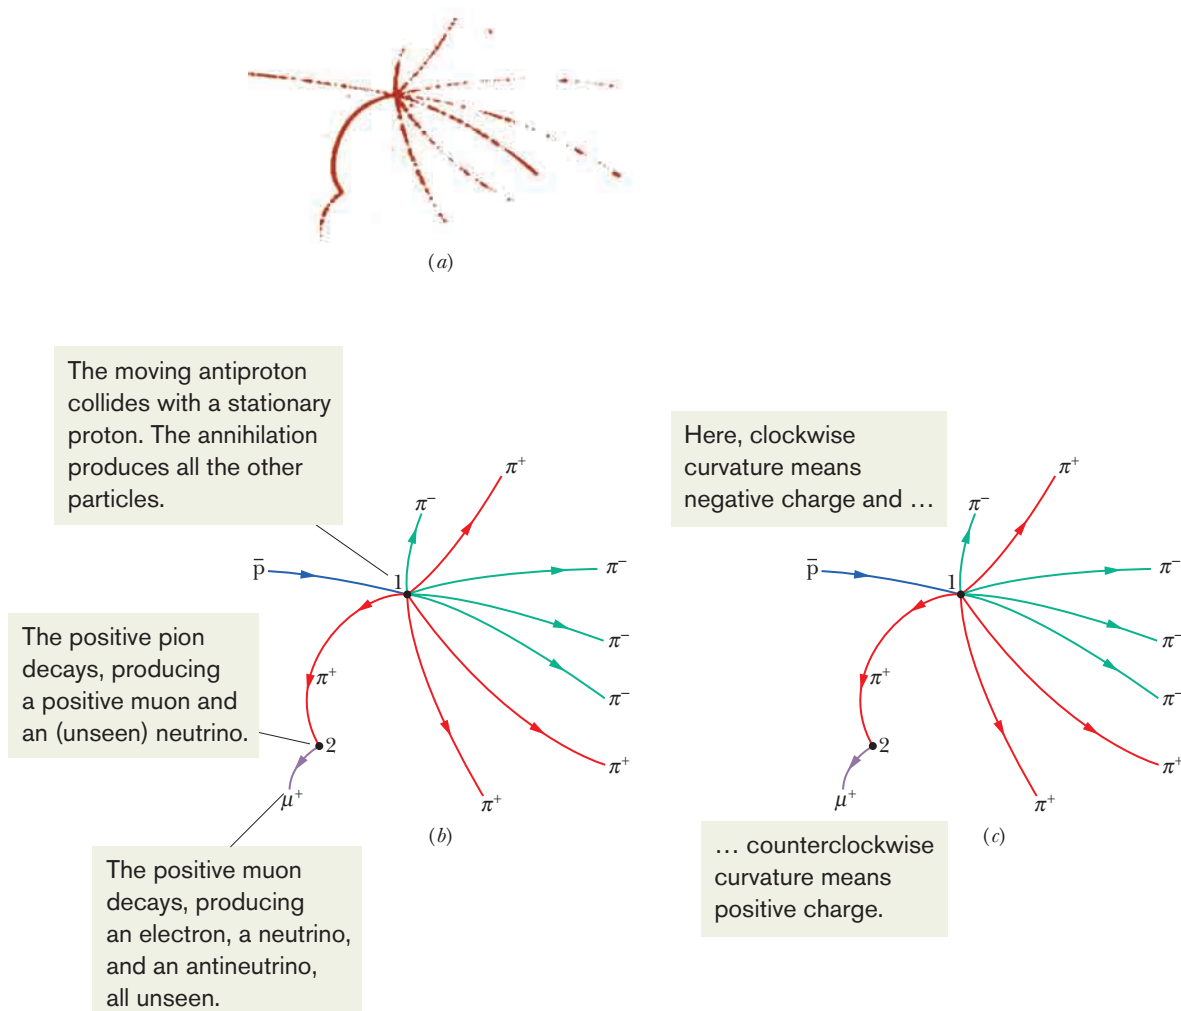 (a)
The moving antiproton
collides with a stationary
proton. The annihilation
produces all the other
particles.
π⁺
π⁻
p̄
1
π⁻
π⁻
π⁻
The positive pion
decays, producing
a positive muon and
an (unseen) neutrino.
π⁺
2
π⁺
μ⁺
π⁺
(b)
The positive muon
decays, producing
an electron, a neutrino,
and an antineutrino,
all unseen.
Here, clockwise
curvature means
negative charge and …
π⁺
π⁻
p̄
1
π⁻
π⁻
π⁻
π⁺
2
π⁺
μ⁺
π⁺
(c)
… counterclockwise
curvature means
positive charge.